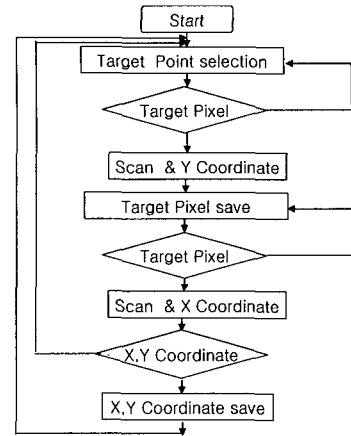 Start
Target Point selection
Target Pixel
Scan & Y Coordinate
Target Pixel save
Target Pixel
Scan & X Coordinate
X,Y Coordinate
X,Y Coordinate save